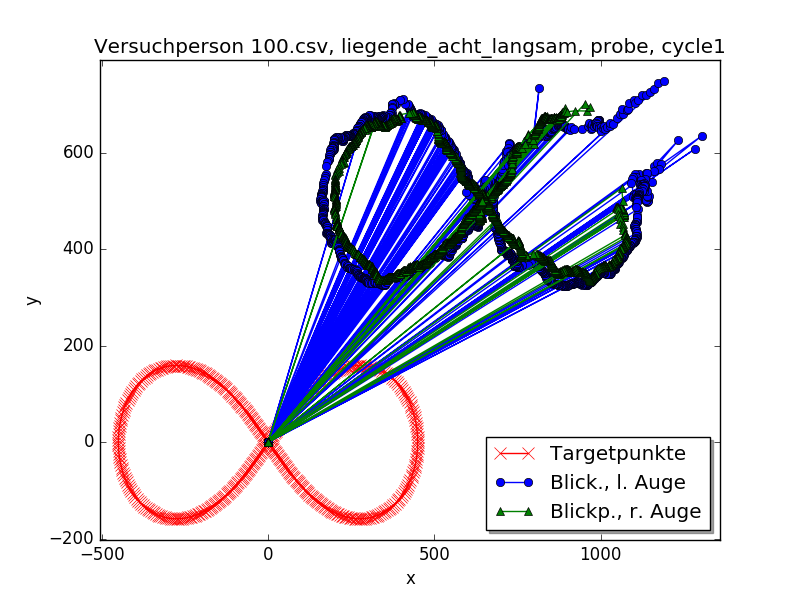 Versuchperson 100.csv, liegende_acht_langsam, probe, cycle1
y
600
400
200
0
−200
−500
0
500
1000
x
Targetpunkte
Blick., l. Auge
Blickp., r. Auge